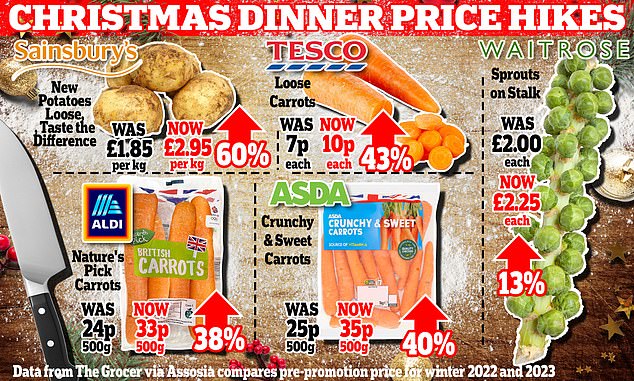 CHRISTMAS DINNER PRICE HIKES
Sainsbury's
New
Potatoes
Loose,
Taste the
Difference
WAS
£1.85
per kg
NOW
£2.95
per kg
60%
TESCO
Loose
Carrots
WAS
7p
each
NOW
10p
each
43%
WAITROSE
Sprouts
on Stalk
WAS
£2.00
each
NOW
£2.25
each
13%
ALDI
Nature's
Pick
Carrots
BRITISH
CARROTS
WAS
24p
500g
NOW
33p
500g
38%
ASDA
Crunchy
& Sweet
Carrots
ASDA
CRUNCHY & SWEET
CARROTS
SOURCE OF VITAMIN A
WAS
25p
500g
NOW
35p
500g
40%
Data from The Grocer via Assosia compares pre-promotion price for winter 2022 and 2023